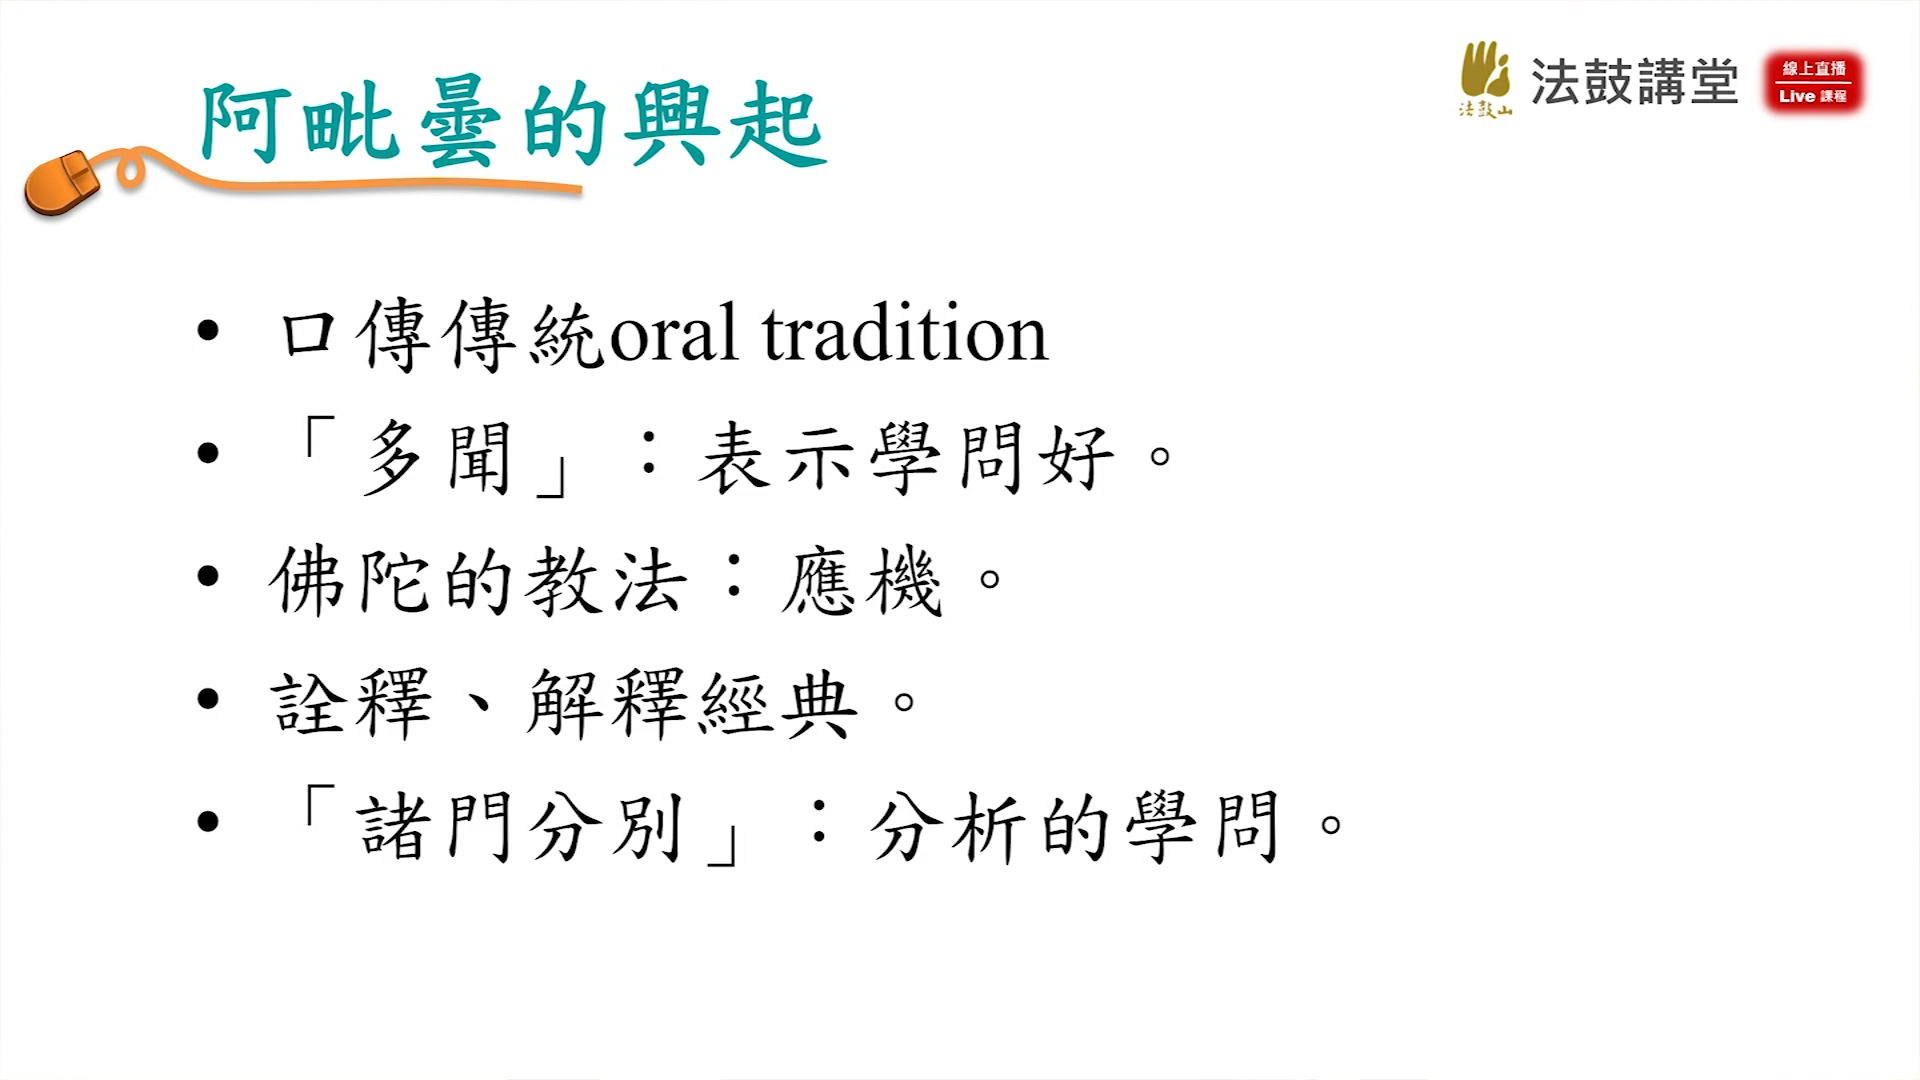 阿毗曇的興起
法鼓山
法鼓講堂
線上直播
Live 課程
• 口傳傳統oral tradition
• 「多聞」：表示學問好。
• 佛陀的教法：應機。
• 詮釋、解釋經典。
• 「諸門分別」：分析的學問。